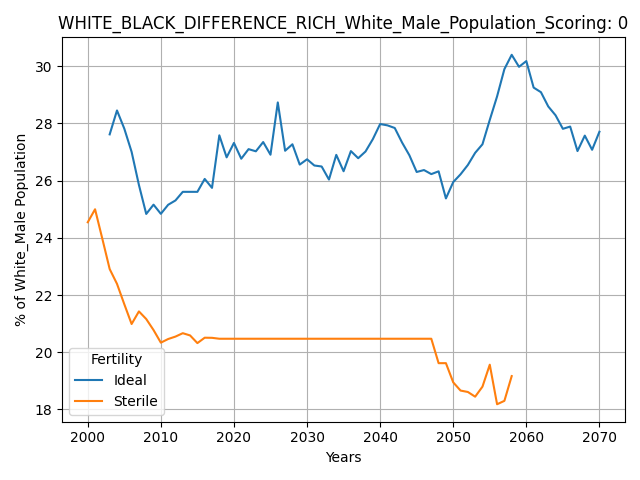 WHITE_BLACK_DIFFERENCE_RICH_White_Male_Population_Scoring: 0
% of White_Male Population
30
28
26
24
22
20
18
Fertility
Ideal
Sterile
2000 2010 2020 2030 2040 2050 2060 2070
Years